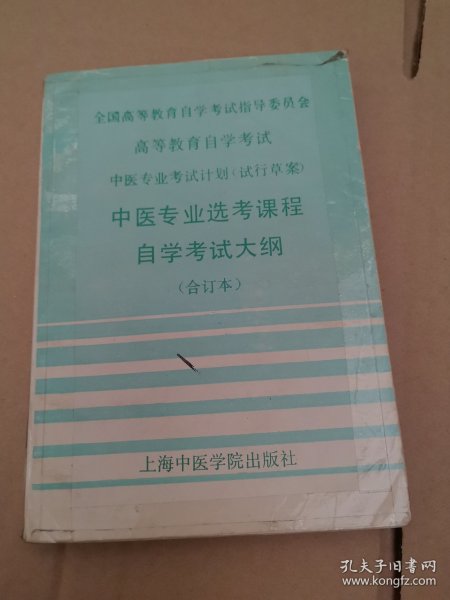 全国高等教育自学考试指导委员会
高等教育自学考试
中医专业考试计划(试行草案)
中医专业选考课程
自学考试大纲
(合订本)
上海中医学院出版社
孔夫子旧书网
www.kongfz.com